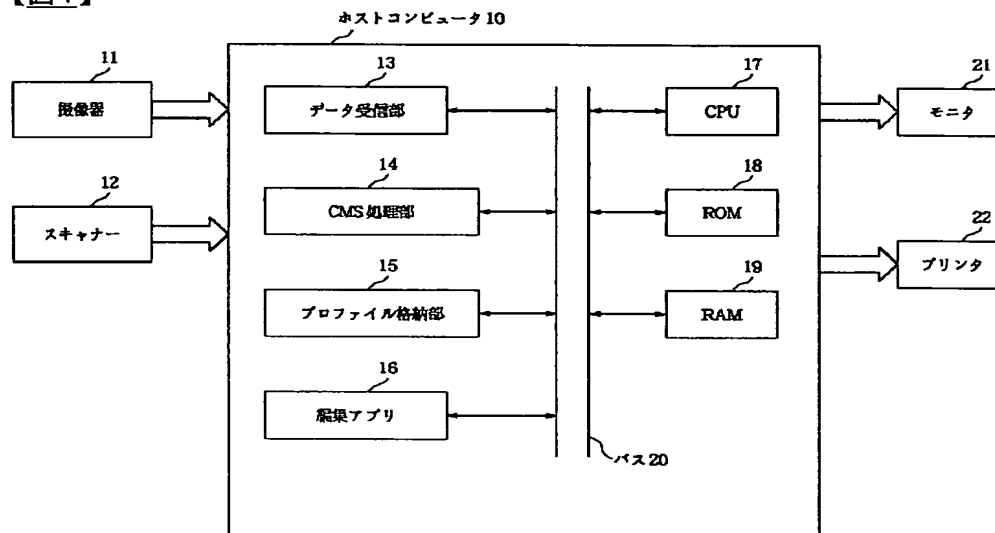 ホストコンピュータ10
11
撮像器
12
スキャナー
13
データ受信部
14
CMS処理部
15
プロファイル格納部
16
編集アプリ
17
CPU
18
ROM
19
RAM
バス20
21
モニタ
22
プリンタ